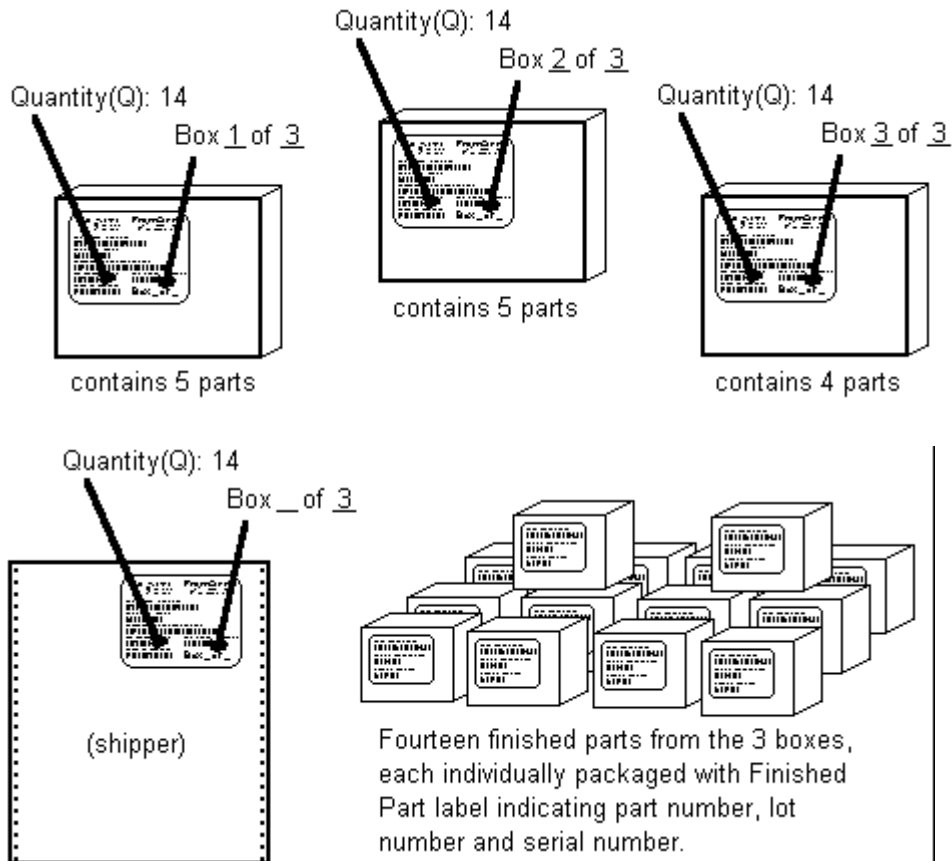 Quantity(Q): 14
Box 2 of 3
Quantity(Q): 14
Box 1 of 3
Quantity(Q): 14
Box 3 of 3
contains 5 parts
contains 5 parts
contains 4 parts
Quantity(Q): 14
Box _ of 3
(shipper)
Fourteen finished parts from the 3 boxes,
each individually packaged with Finished
Part label indicating part number, lot
number and serial number.